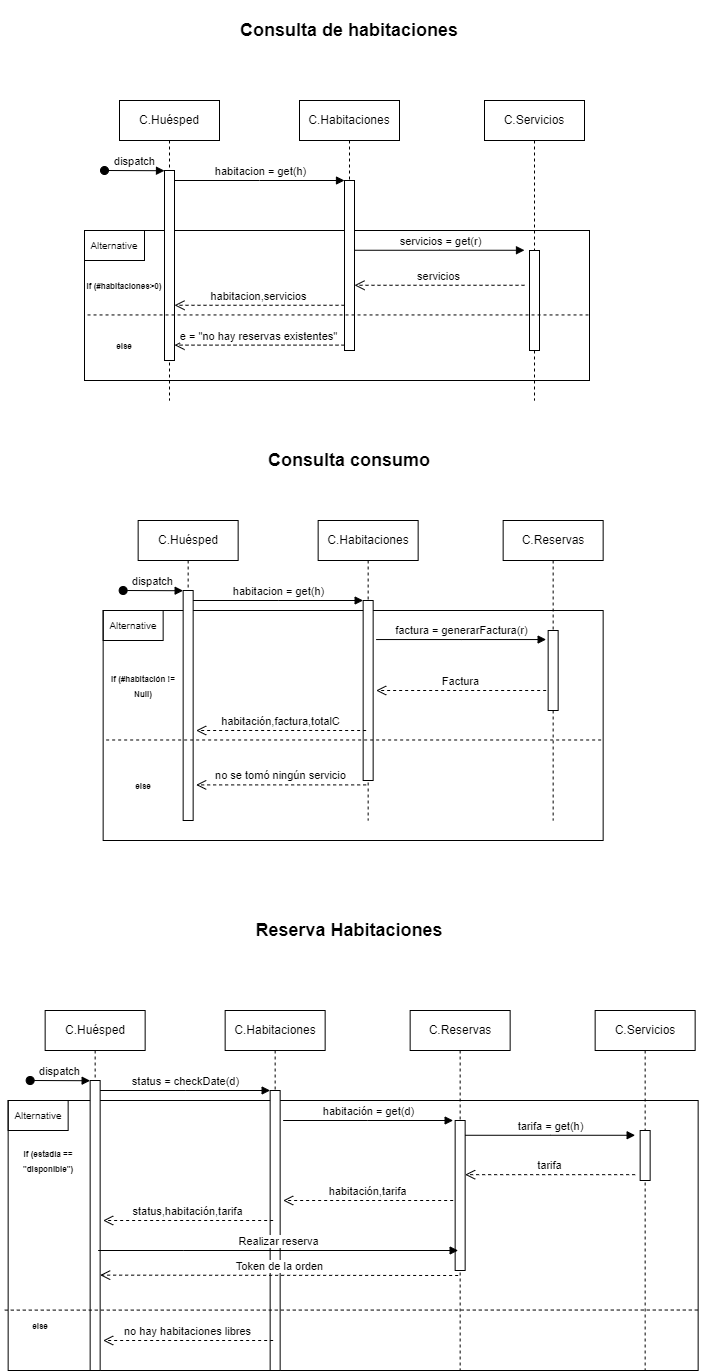 Consulta de habitaciones
C.Huésped
C.Habitaciones
C.Servicios
dispatch
habitacion = get(h)
Alternative
servicios = get(r)
If (#habitaciones>0)
servicios
habitacion,servicios
e = "no hay reservas existentes"
else
Consulta consumo
C.Huésped
C.Habitaciones
C.Reservas
dispatch
habitacion = get(h)
Alternative
factura = generarFactura(r)
If (#habitación !=
Null)
Factura
habitación,factura,totalC
no se tomó ningún servicio
else
Reserva Habitaciones
C.Huésped
C.Habitaciones
C.Reservas
C.Servicios
dispatch
status = checkDate(d)
Alternative
habitación = get(d)
tarifa = get(h)
If (estadia ==
"disponible")
tarifa
habitación,tarifa
status,habitación,tarifa
Realizar reserva
Token de la orden
else
no hay habitaciones libres